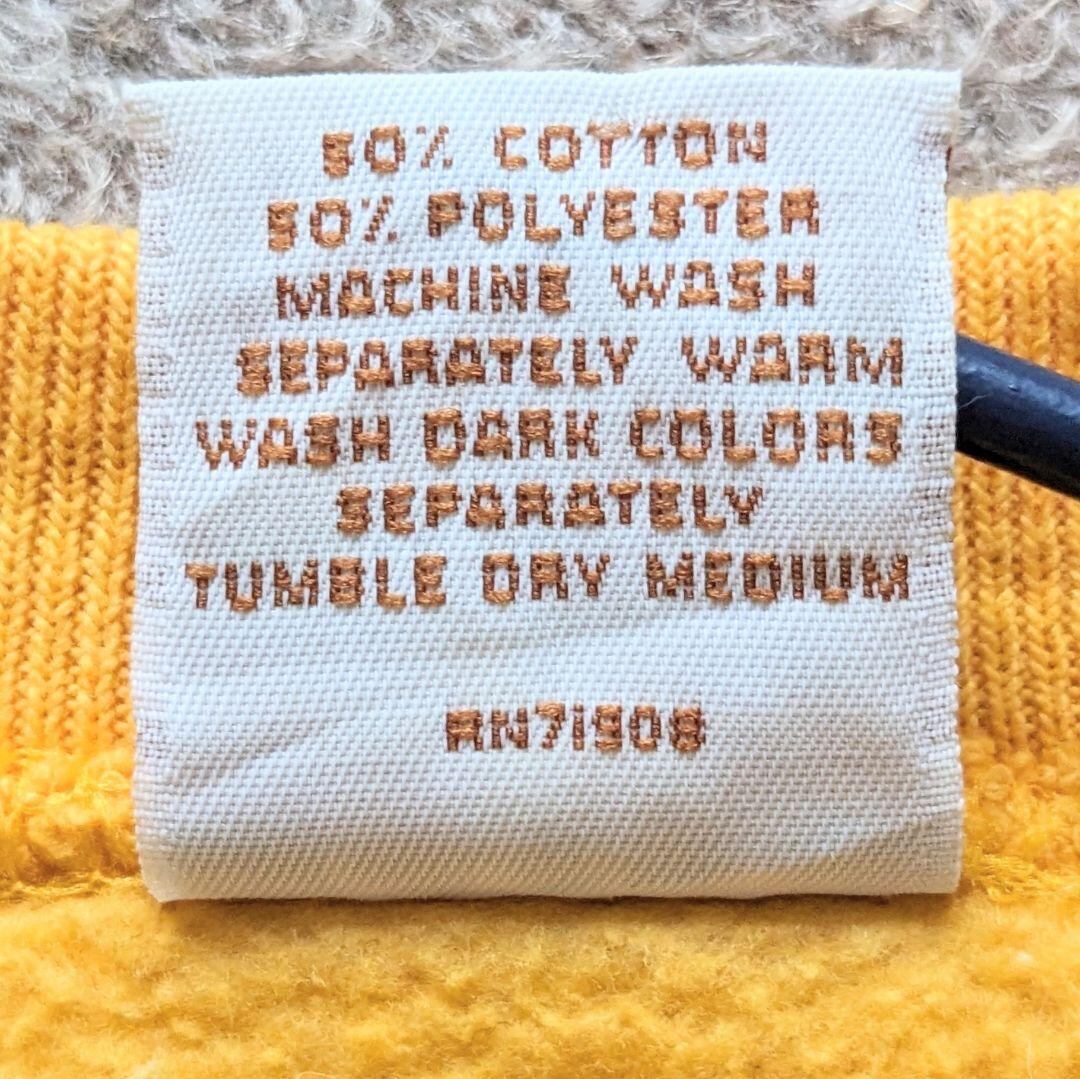 50% COTTON
50% POLYESTER
MACHINE WASH
SEPARATELY WARM
WASH DARK COLORS
SEPARATELY
TUMBLE DRY MEDIUM
RN71908